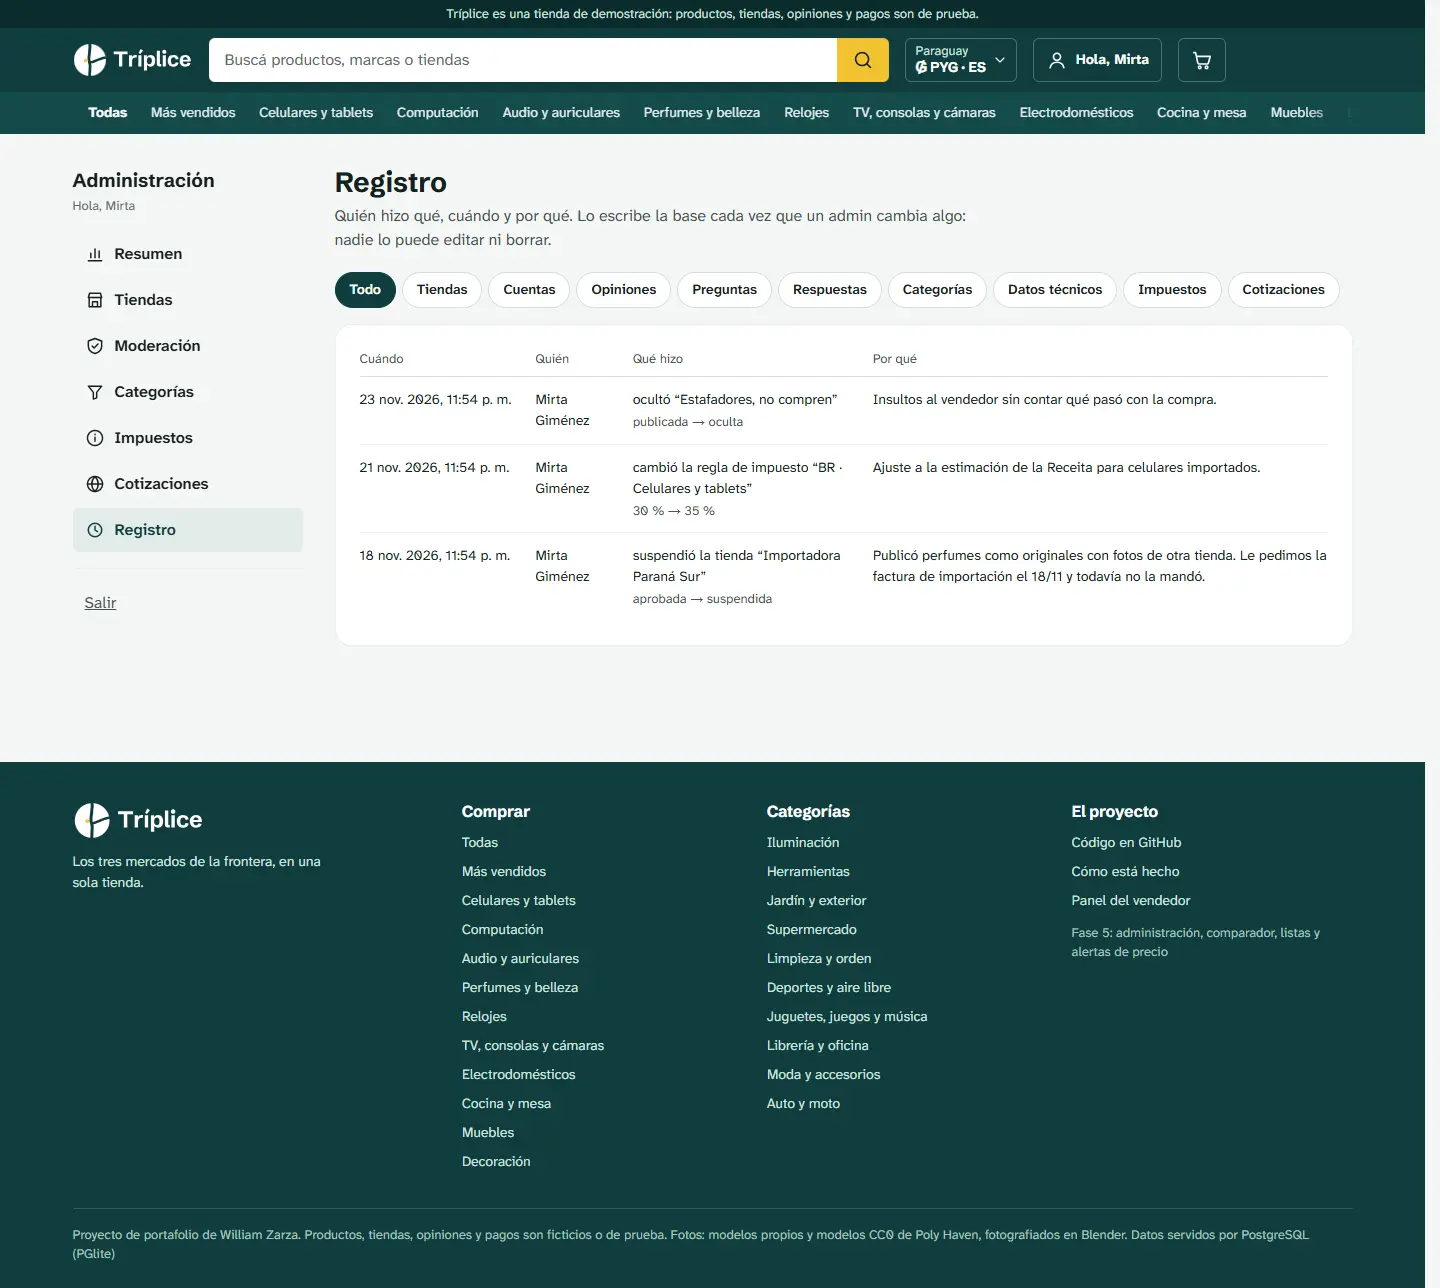 Tríplice es una tienda de demostración: productos, tiendas, opiniones y pagos son de prueba.
Tríplice
Buscá productos, marcas o tiendas
Paraguay
₲ PYG · ES
Hola, Mirta
Todas
Más vendidos
Celulares y tablets
Computación
Audio y auriculares
Perfumes y belleza
Relojes
TV, consolas y cámaras
Electrodomésticos
Cocina y mesa
Muebles
Administración
Hola, Mirta
Resumen
Tiendas
Moderación
Categorías
Impuestos
Cotizaciones
Registro
Salir
Registro
Quién hizo qué, cuándo y por qué. Lo escribe la base cada vez que un admin cambia algo:
nadie lo puede editar ni borrar.
Todo
Tiendas
Cuentas
Opiniones
Preguntas
Respuestas
Categorías
Datos técnicos
Impuestos
Cotizaciones
Cuándo
Quién
Qué hizo
Por qué
23 nov. 2026, 11:54 p. m.
Mirta
Giménez
ocultó “Estafadores, no compren”
publicada → oculta
Insultos al vendedor sin contar qué pasó con la compra.
21 nov. 2026, 11:54 p. m.
Mirta
Giménez
cambió la regla de impuesto “BR ·
Celulares y tablets”
30 % → 35 %
Ajuste a la estimación de la Receita para celulares importados.
18 nov. 2026, 11:54 p. m.
Mirta
Giménez
suspendió la tienda “Importadora
Paraná Sur”
aprobada → suspendida
Publicó perfumes como originales con fotos de otra tienda. Le pedimos la
factura de importación el 18/11 y todavía no la mandó.
Tríplice
Los tres mercados de la frontera, en una
sola tienda.
Comprar
Todas
Más vendidos
Celulares y tablets
Computación
Audio y auriculares
Perfumes y belleza
Relojes
TV, consolas y cámaras
Electrodomésticos
Cocina y mesa
Muebles
Decoración
Categorías
Iluminación
Herramientas
Jardín y exterior
Supermercado
Limpieza y orden
Deportes y aire libre
Juguetes, juegos y música
Librería y oficina
Moda y accesorios
Auto y moto
El proyecto
Código en GitHub
Cómo está hecho
Panel del vendedor
Fase 5: administración, comparador, listas y
alertas de precio
Proyecto de portafolio de William Zarza. Productos, tiendas, opiniones y pagos son ficticios o de prueba. Fotos: modelos propios y modelos CC0 de Poly Haven, fotografiados en Blender. Datos servidos por PostgreSQL
(PGlite)